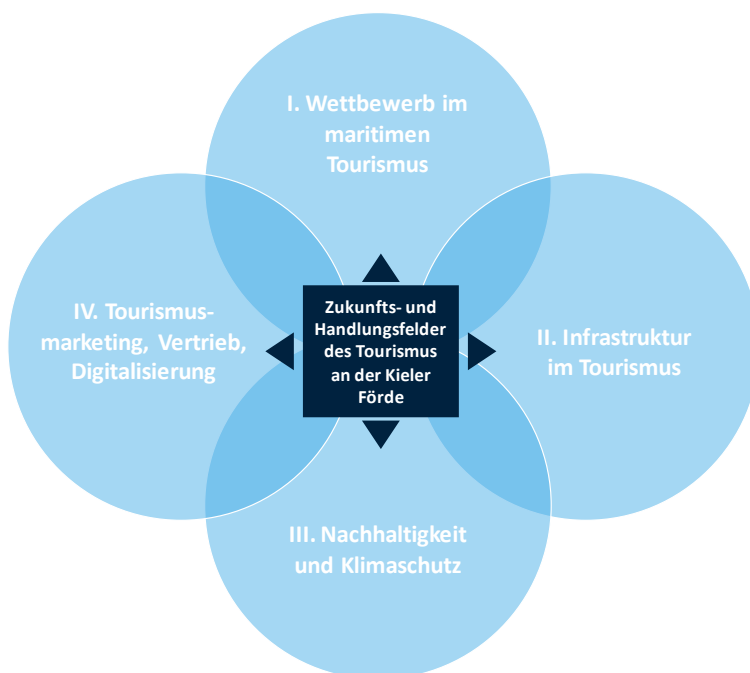 I. Wettbewerb im
maritimen
Tourismus
IV. Tourismus-
marketing, Vertrieb,
Digitalisierung
Zukunfts- und
Handlungsfelder
des Tourismus
an der Kieler
Förde
II. Infrastruktur
im Tourismus
III. Nachhaltigkeit
und Klimaschutz